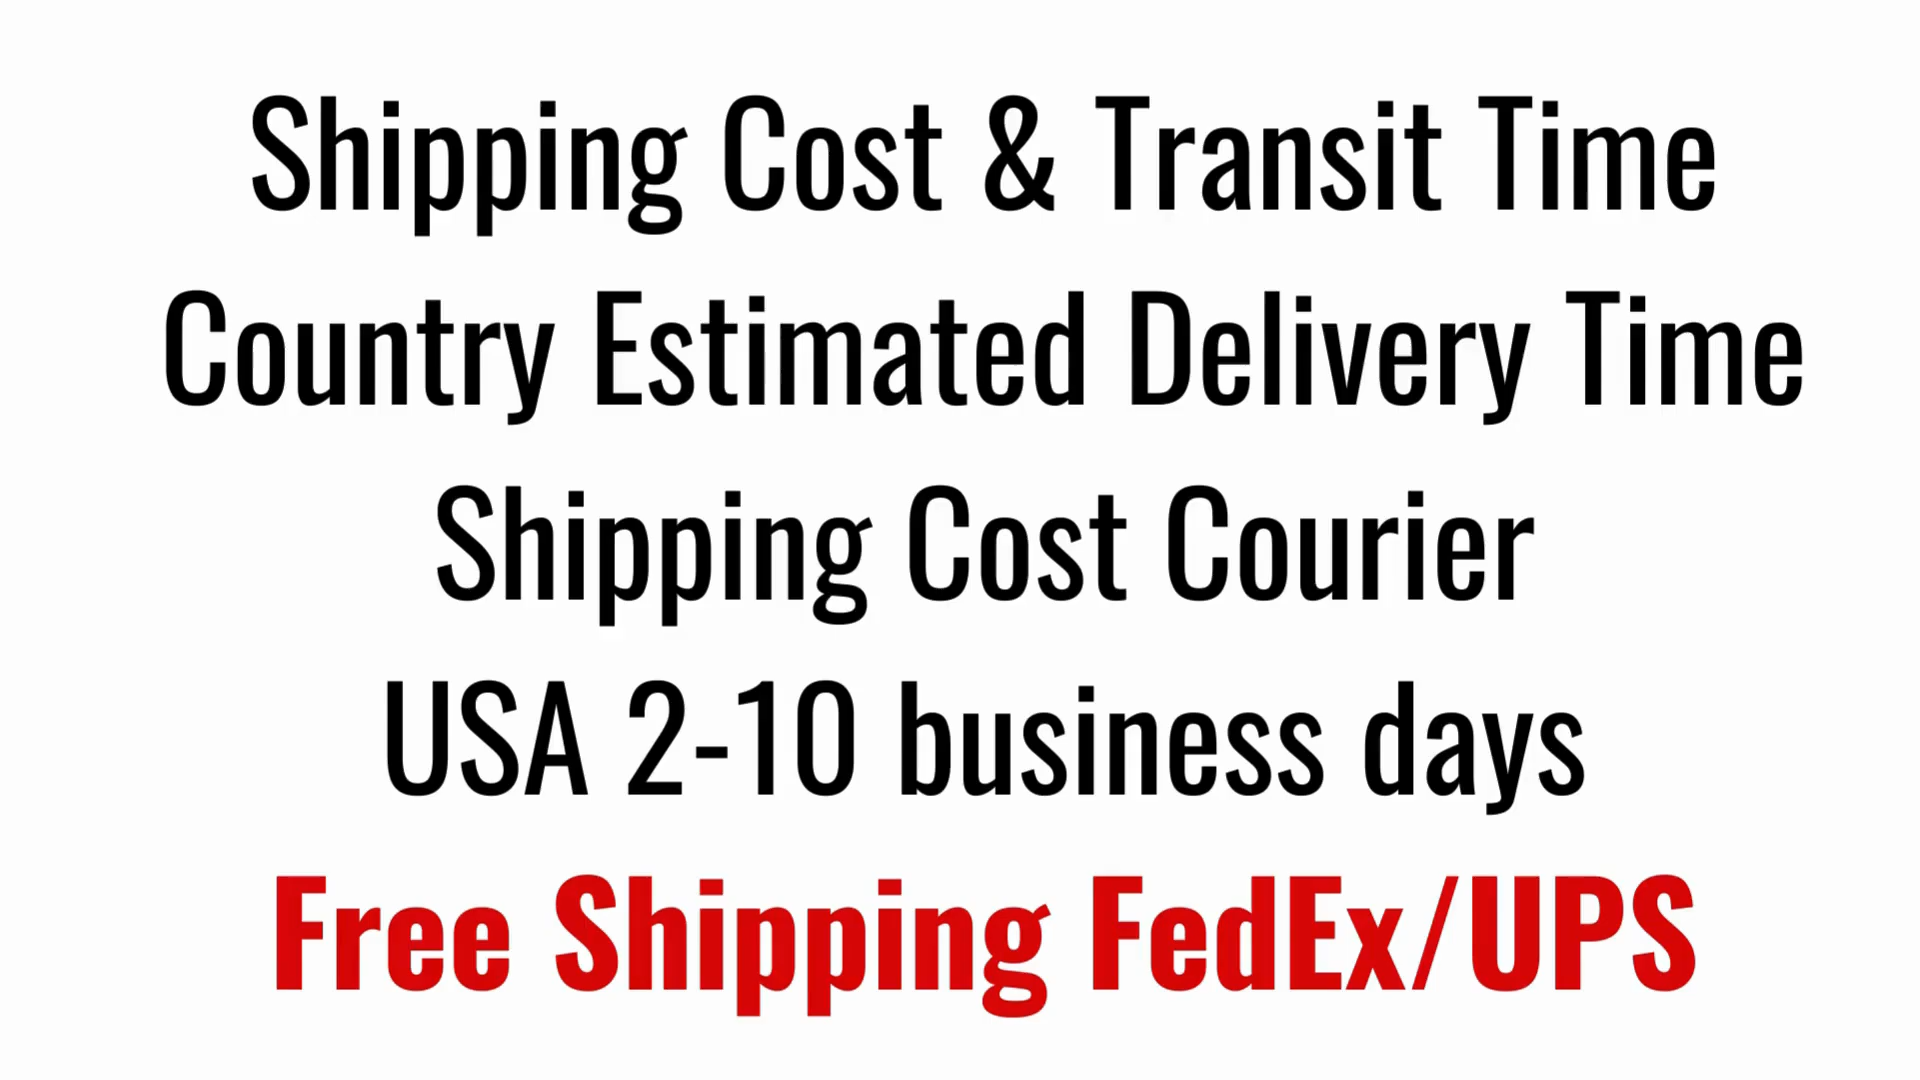 Shipping Cost & Transit Time
Country Estimated Delivery Time
Shipping Cost Courier
USA 2-10 business days
Free Shipping FedEx/UPS